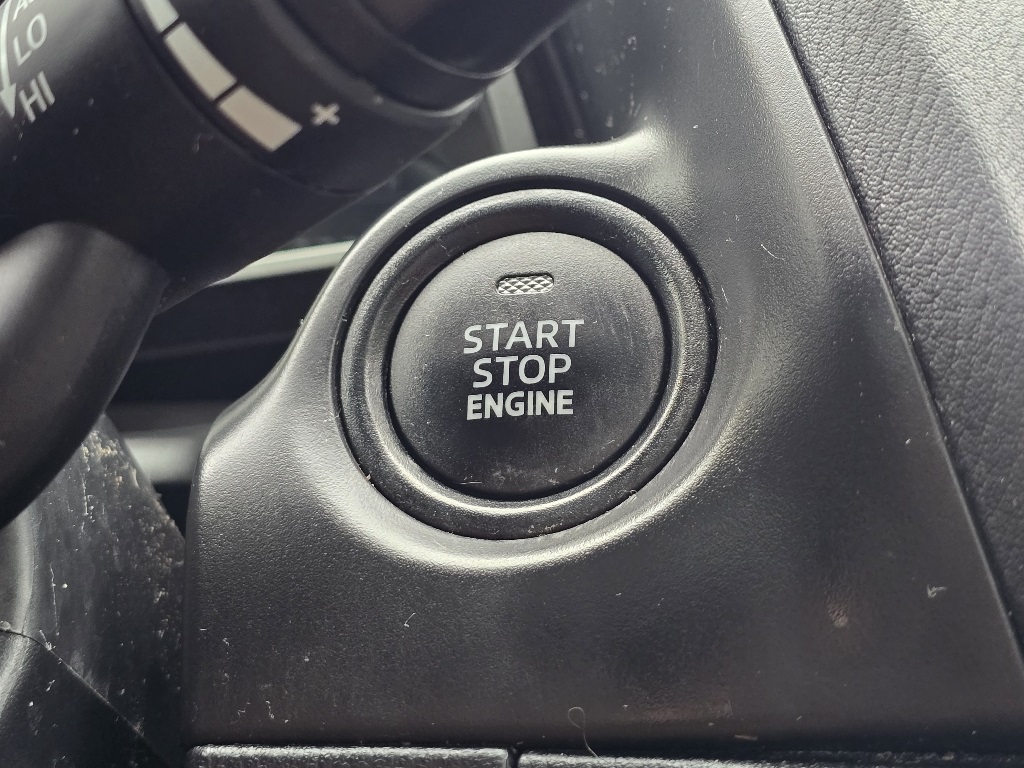 LO
HI
+
START
STOP
ENGINE